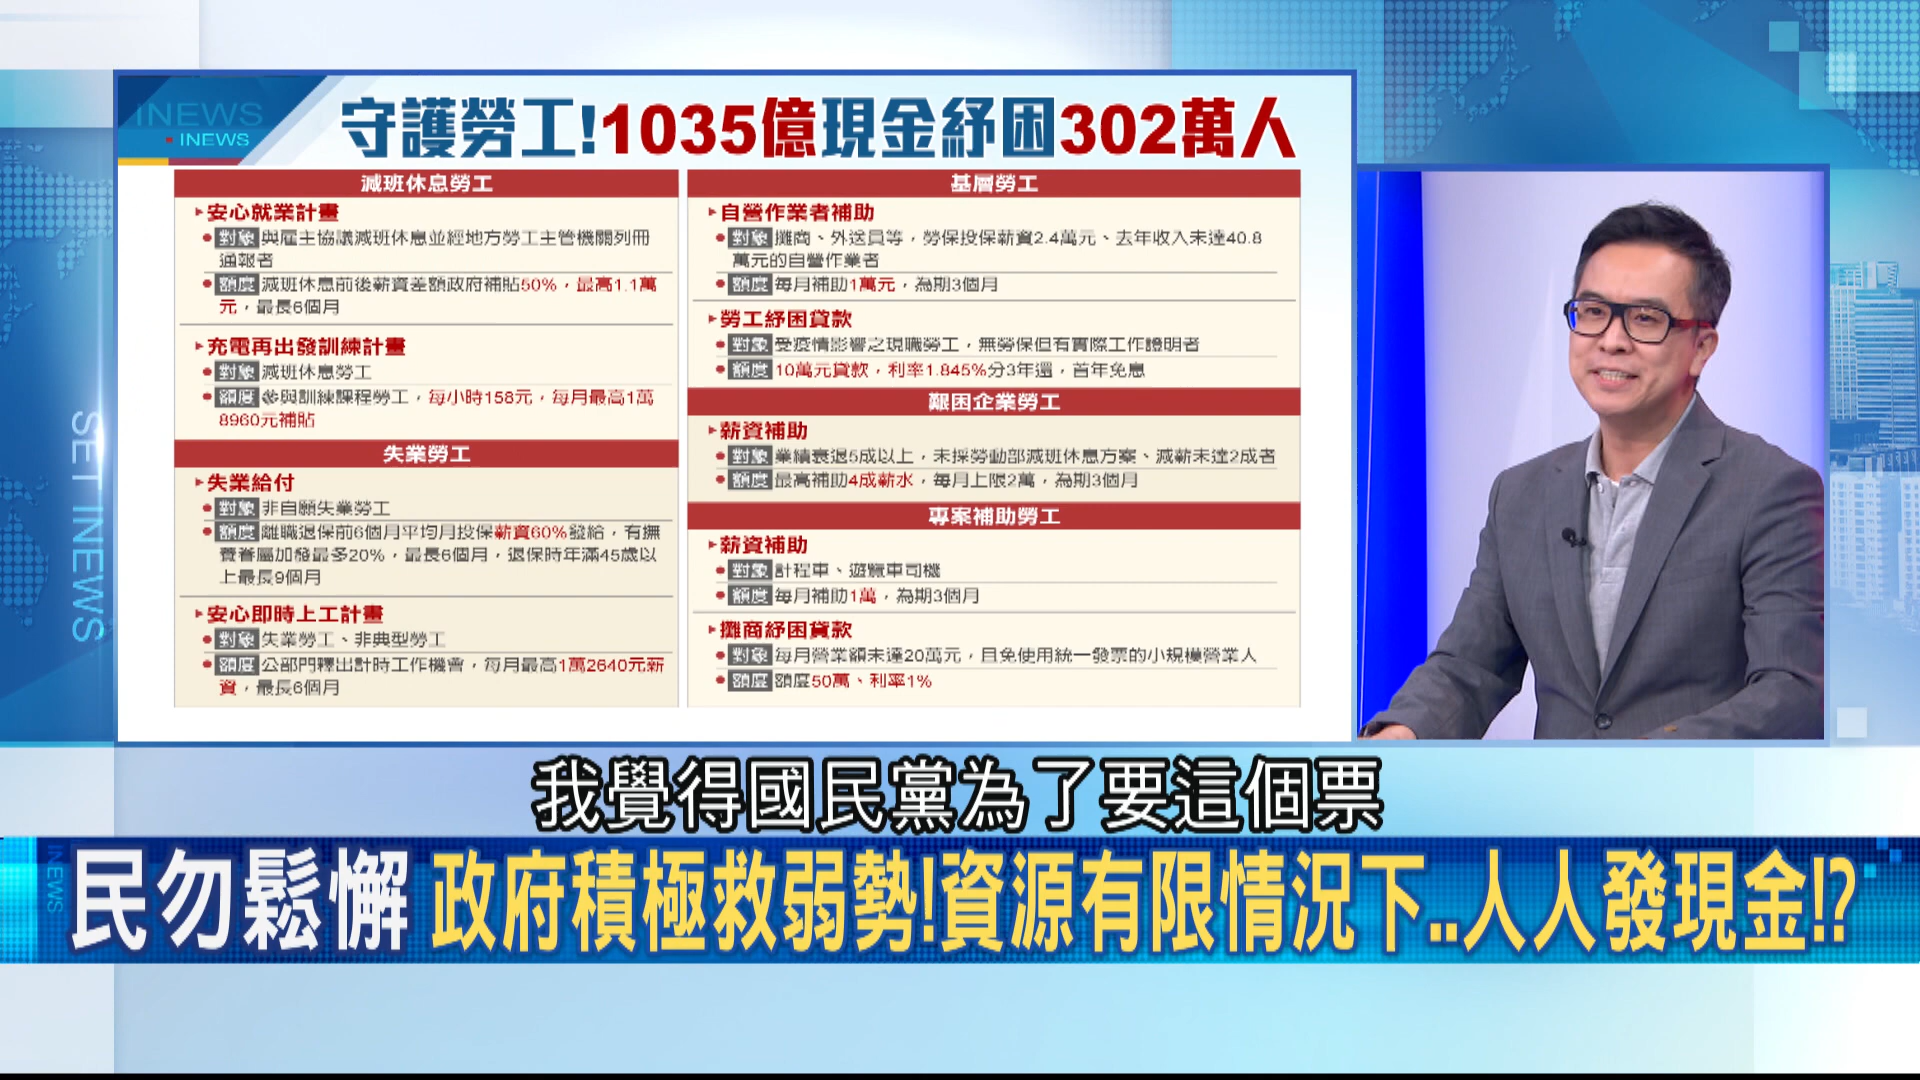 INEWS
INEWS
守護勞工!1035億現金紓困302萬人
減班休息勞工
安心就業計畫
對象 與雇主協議減班休息並經地方勞工主管機關列冊
通報者
額度 減班休息前後薪資差額政府補貼50%，最高1.1萬
元，最長6個月
充電再出發訓練計畫
對象 減班休息勞工
額度 參與訓練課程勞工，每小時158元，每月最高1萬
8960元補貼
失業勞工
失業給付
對象 非自願失業勞工
額度 離職退保前6個月平均月投保薪資60%發給，有撫
養眷屬加發最多20%，最長6個月，退保時年滿45歲以
上最長9個月
安心即時上工計畫
對象 失業勞工、非典型勞工
額度 公部門釋出計時工作機會，每月最高1萬2640元薪
資，最長6個月
基層勞工
自營作業者補助
對象 攤商、外送員等，勞保投保薪資2.4萬元、去年收入未達40.8
萬元的自營作業者
額度 每月補助1萬元，為期3個月
勞工紓困貸款
對象 受疫情影響之現職勞工，無勞保但有實際工作證明者
額度 10萬元貸款，利率1.845%分3年還，首年免息
艱困企業勞工
薪資補助
對象 業績衰退5成以上，未採勞動部減班休息方案、減薪未達2成者
額度 最高補助4成薪水，每月上限2萬，為期3個月
專案補助勞工
薪資補助
對象 計程車、遊覽車司機
額度 每月補助1萬，為期3個月
攤商紓困貸款
對象 每月營業額未達20萬元，且免使用統一發票的小規模營業人
額度 額度50萬、利率1%
SET iNEWS
我覺得國民黨為了要這個票
iNEWS
民勿鬆懈 政府積極救弱勢!資源有限情況下..人人發現金!?